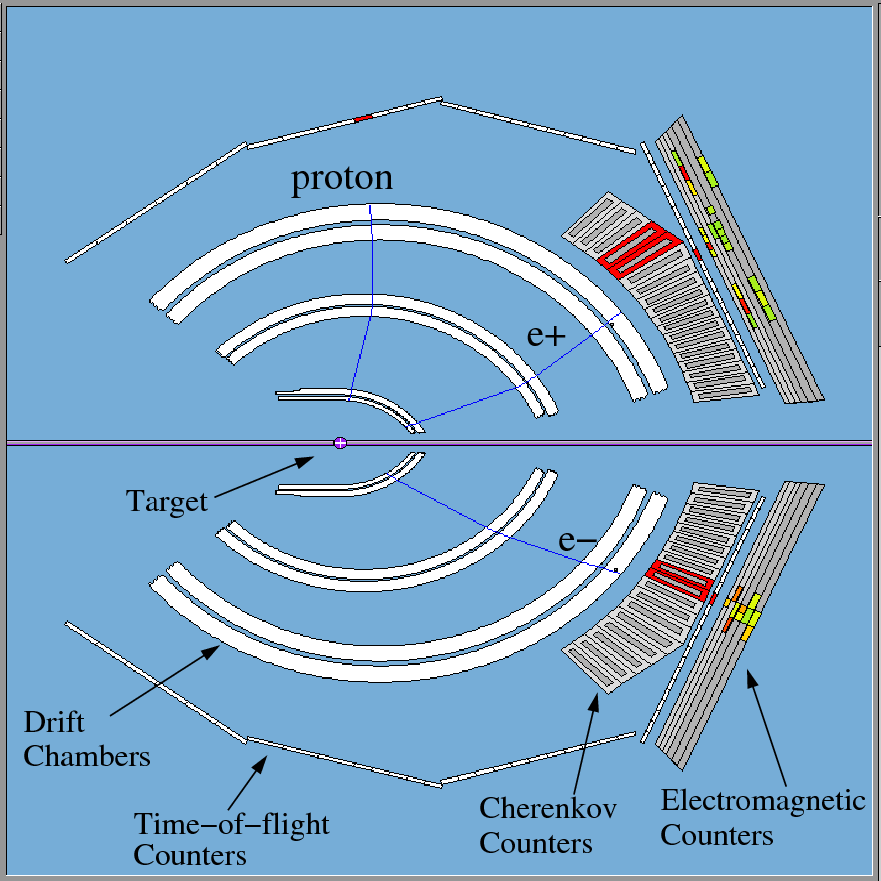 proton
e+
Target
e−
Drift
Chambers
Time−of−flight
Counters
Cherenkov
Counters
Electromagnetic
Counters